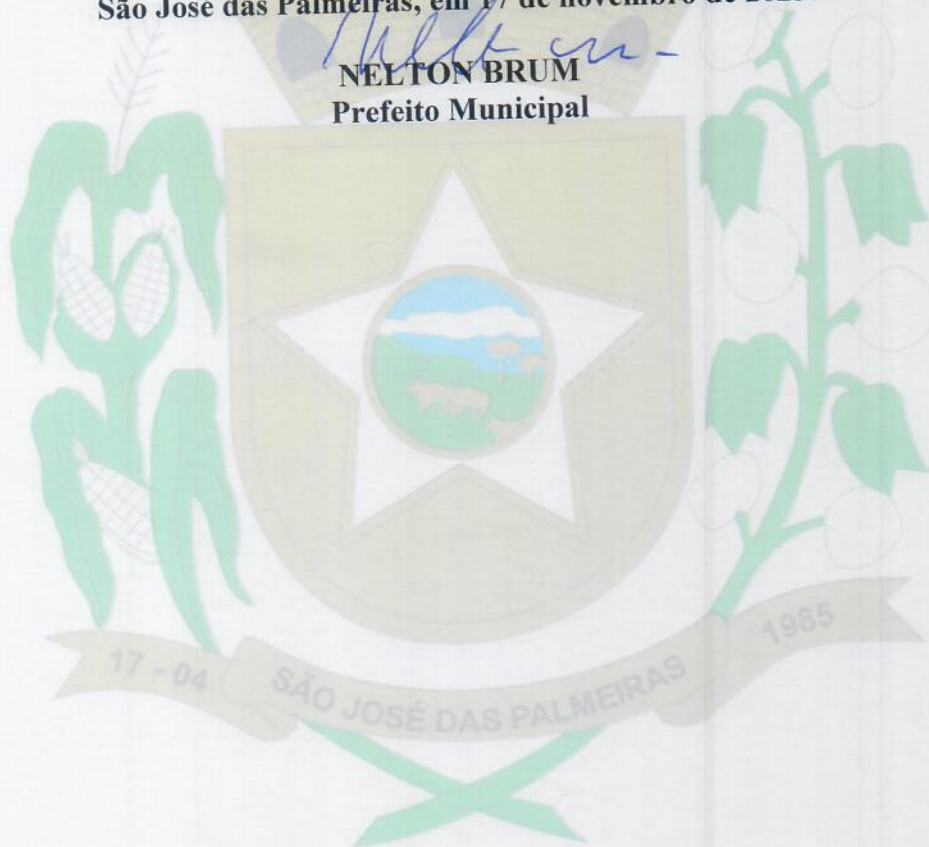 São José das Palmeiras, em 17 de novembro de
NELTON BRUM
Prefeito Municipal
17 - 04 SÃO JOSÉ DAS PALMEIRAS 1985